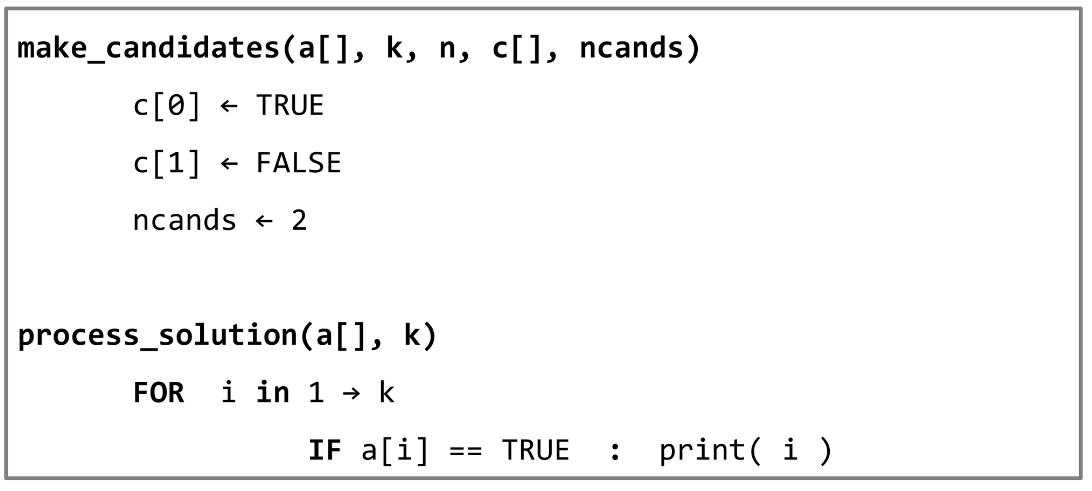 make_candidates(a[], k, n, c[], ncands)
c[0] ← TRUE
c[1] ← FALSE
ncands ← 2
process_solution(a[], k)
FOR i in 1 → k
IF a[i] == TRUE : print( i )